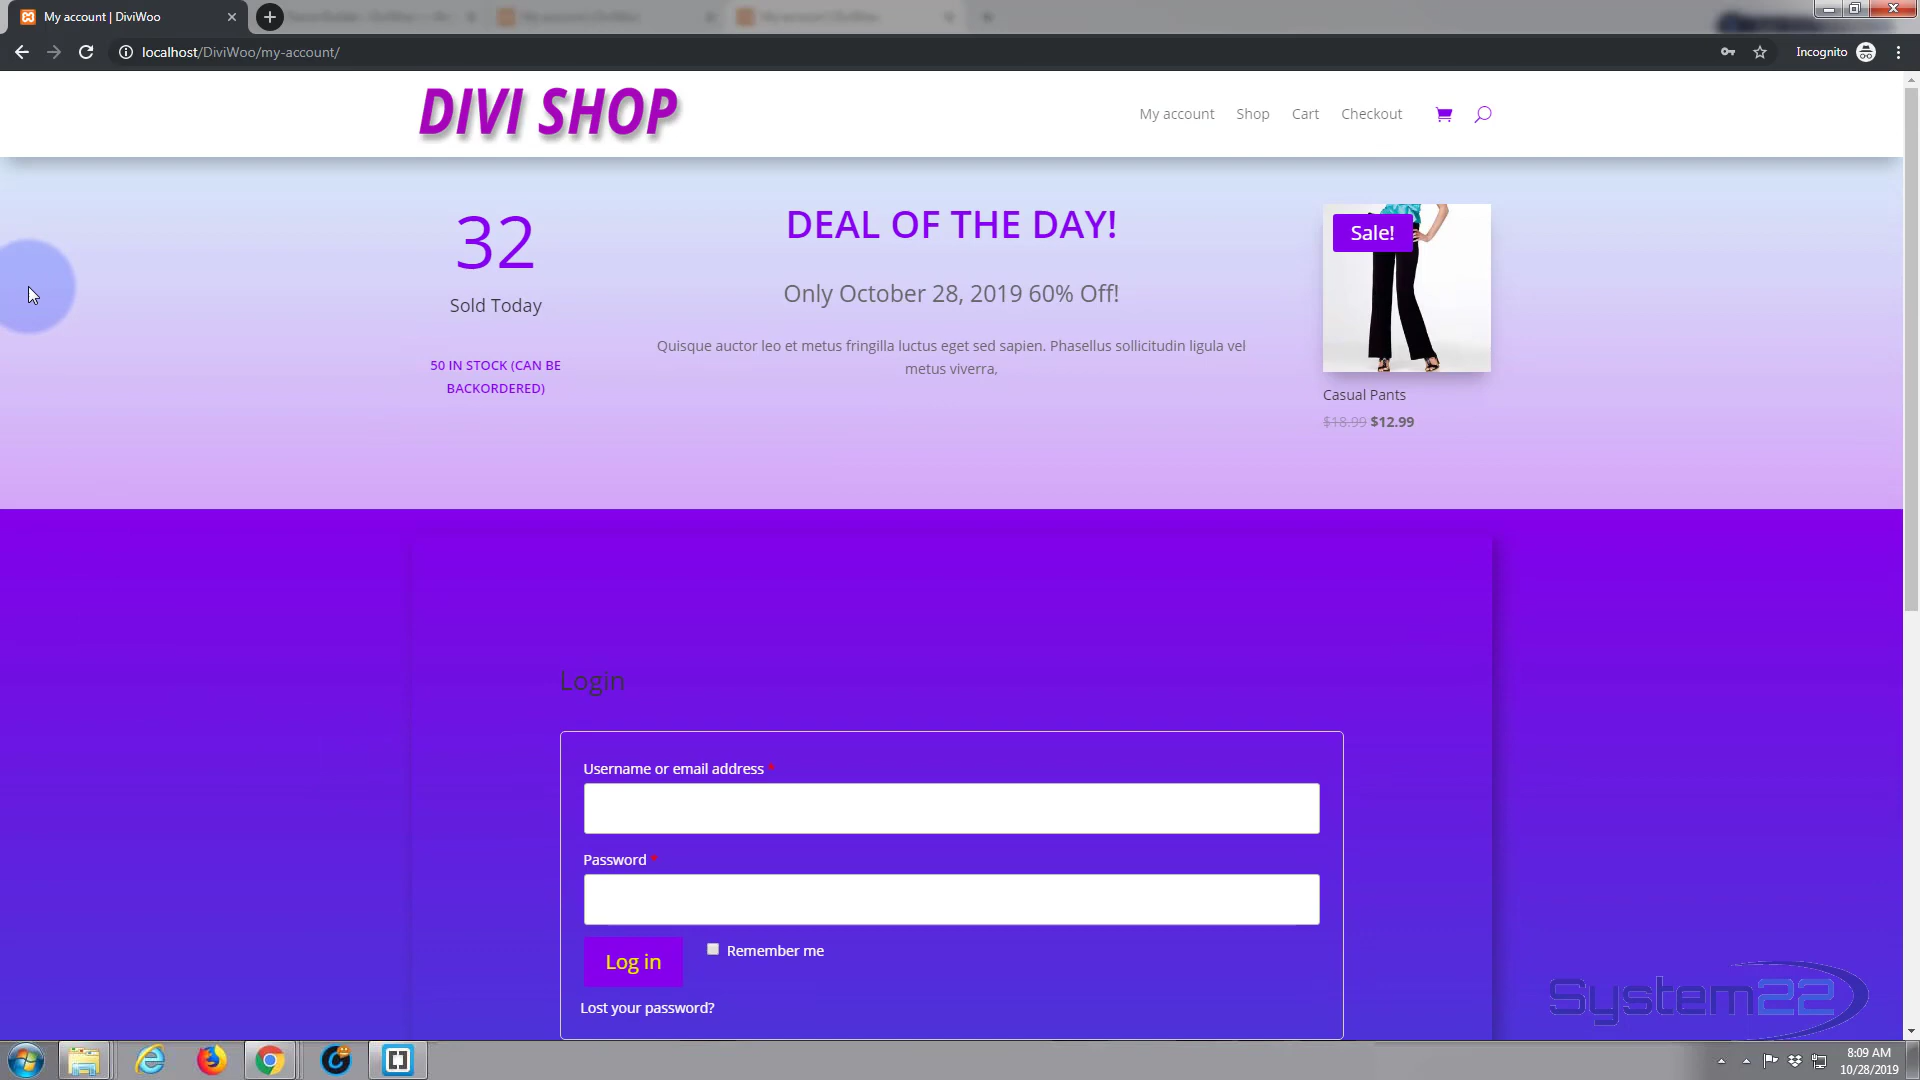 My account | DiviWoo
localhost/DiviWoo/my-account/
Incognito
DIVI SHOP
My account
Shop
Cart
Checkout
32
Sold Today
50 IN STOCK (CAN BE
BACKORDERED)
DEAL OF THE DAY!
Only October 28, 2019 60% Off!
Quisque auctor leo et metus fringilla luctus eget sed sapien. Phasellus sollicitudin ligula vel
metus viverra,
Sale!
Casual Pants
$18.99 $12.99
Login
Username or email address *
Password *
Log in
Remember me
Lost your password?
System22
8:09 AM
10/28/2019